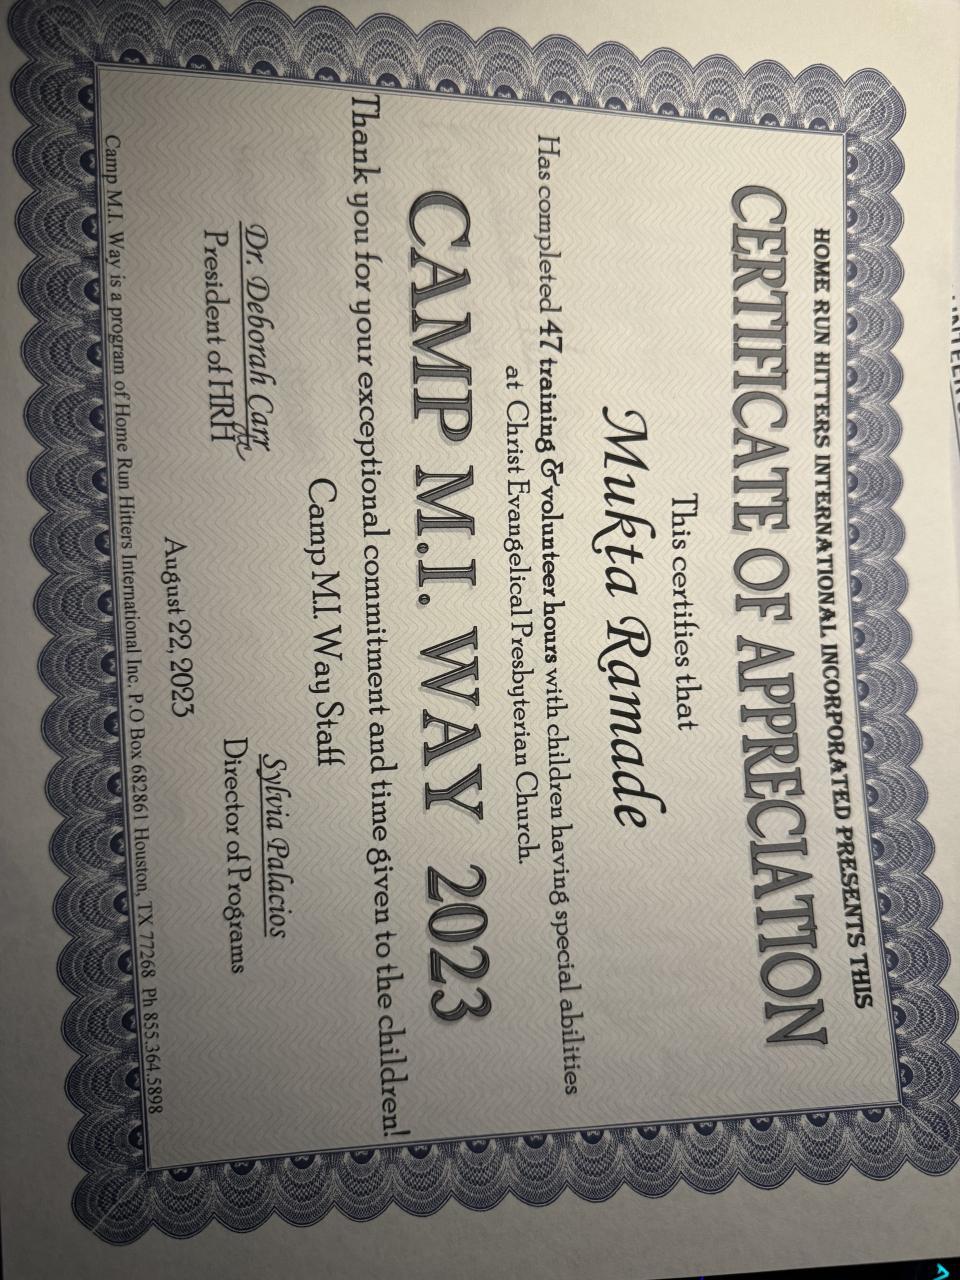 HOME RUN HITTERS INTERNATIONAL INCORPORATED PRESENTS THIS
CERTIFICATE OF APPRECIATION
This certifies that
Mukta Ramade
Has completed 47 training & volunteer hours with children having special abilities
at Christ Evangelical Presbyterian Church.
CAMP M.I. WAY 2023
Thank you for your exceptional commitment and time given to the children!
Camp M.I. Way Staff
Dr. Deborah Carr
President of HRH
Sylvia Palacios
Director of Programs
August 22, 2023
Camp M.I. Way is a program of Home Run Hitters International Inc. P.O Box 682861 Houston, TX 77268 Ph 855.364.5898